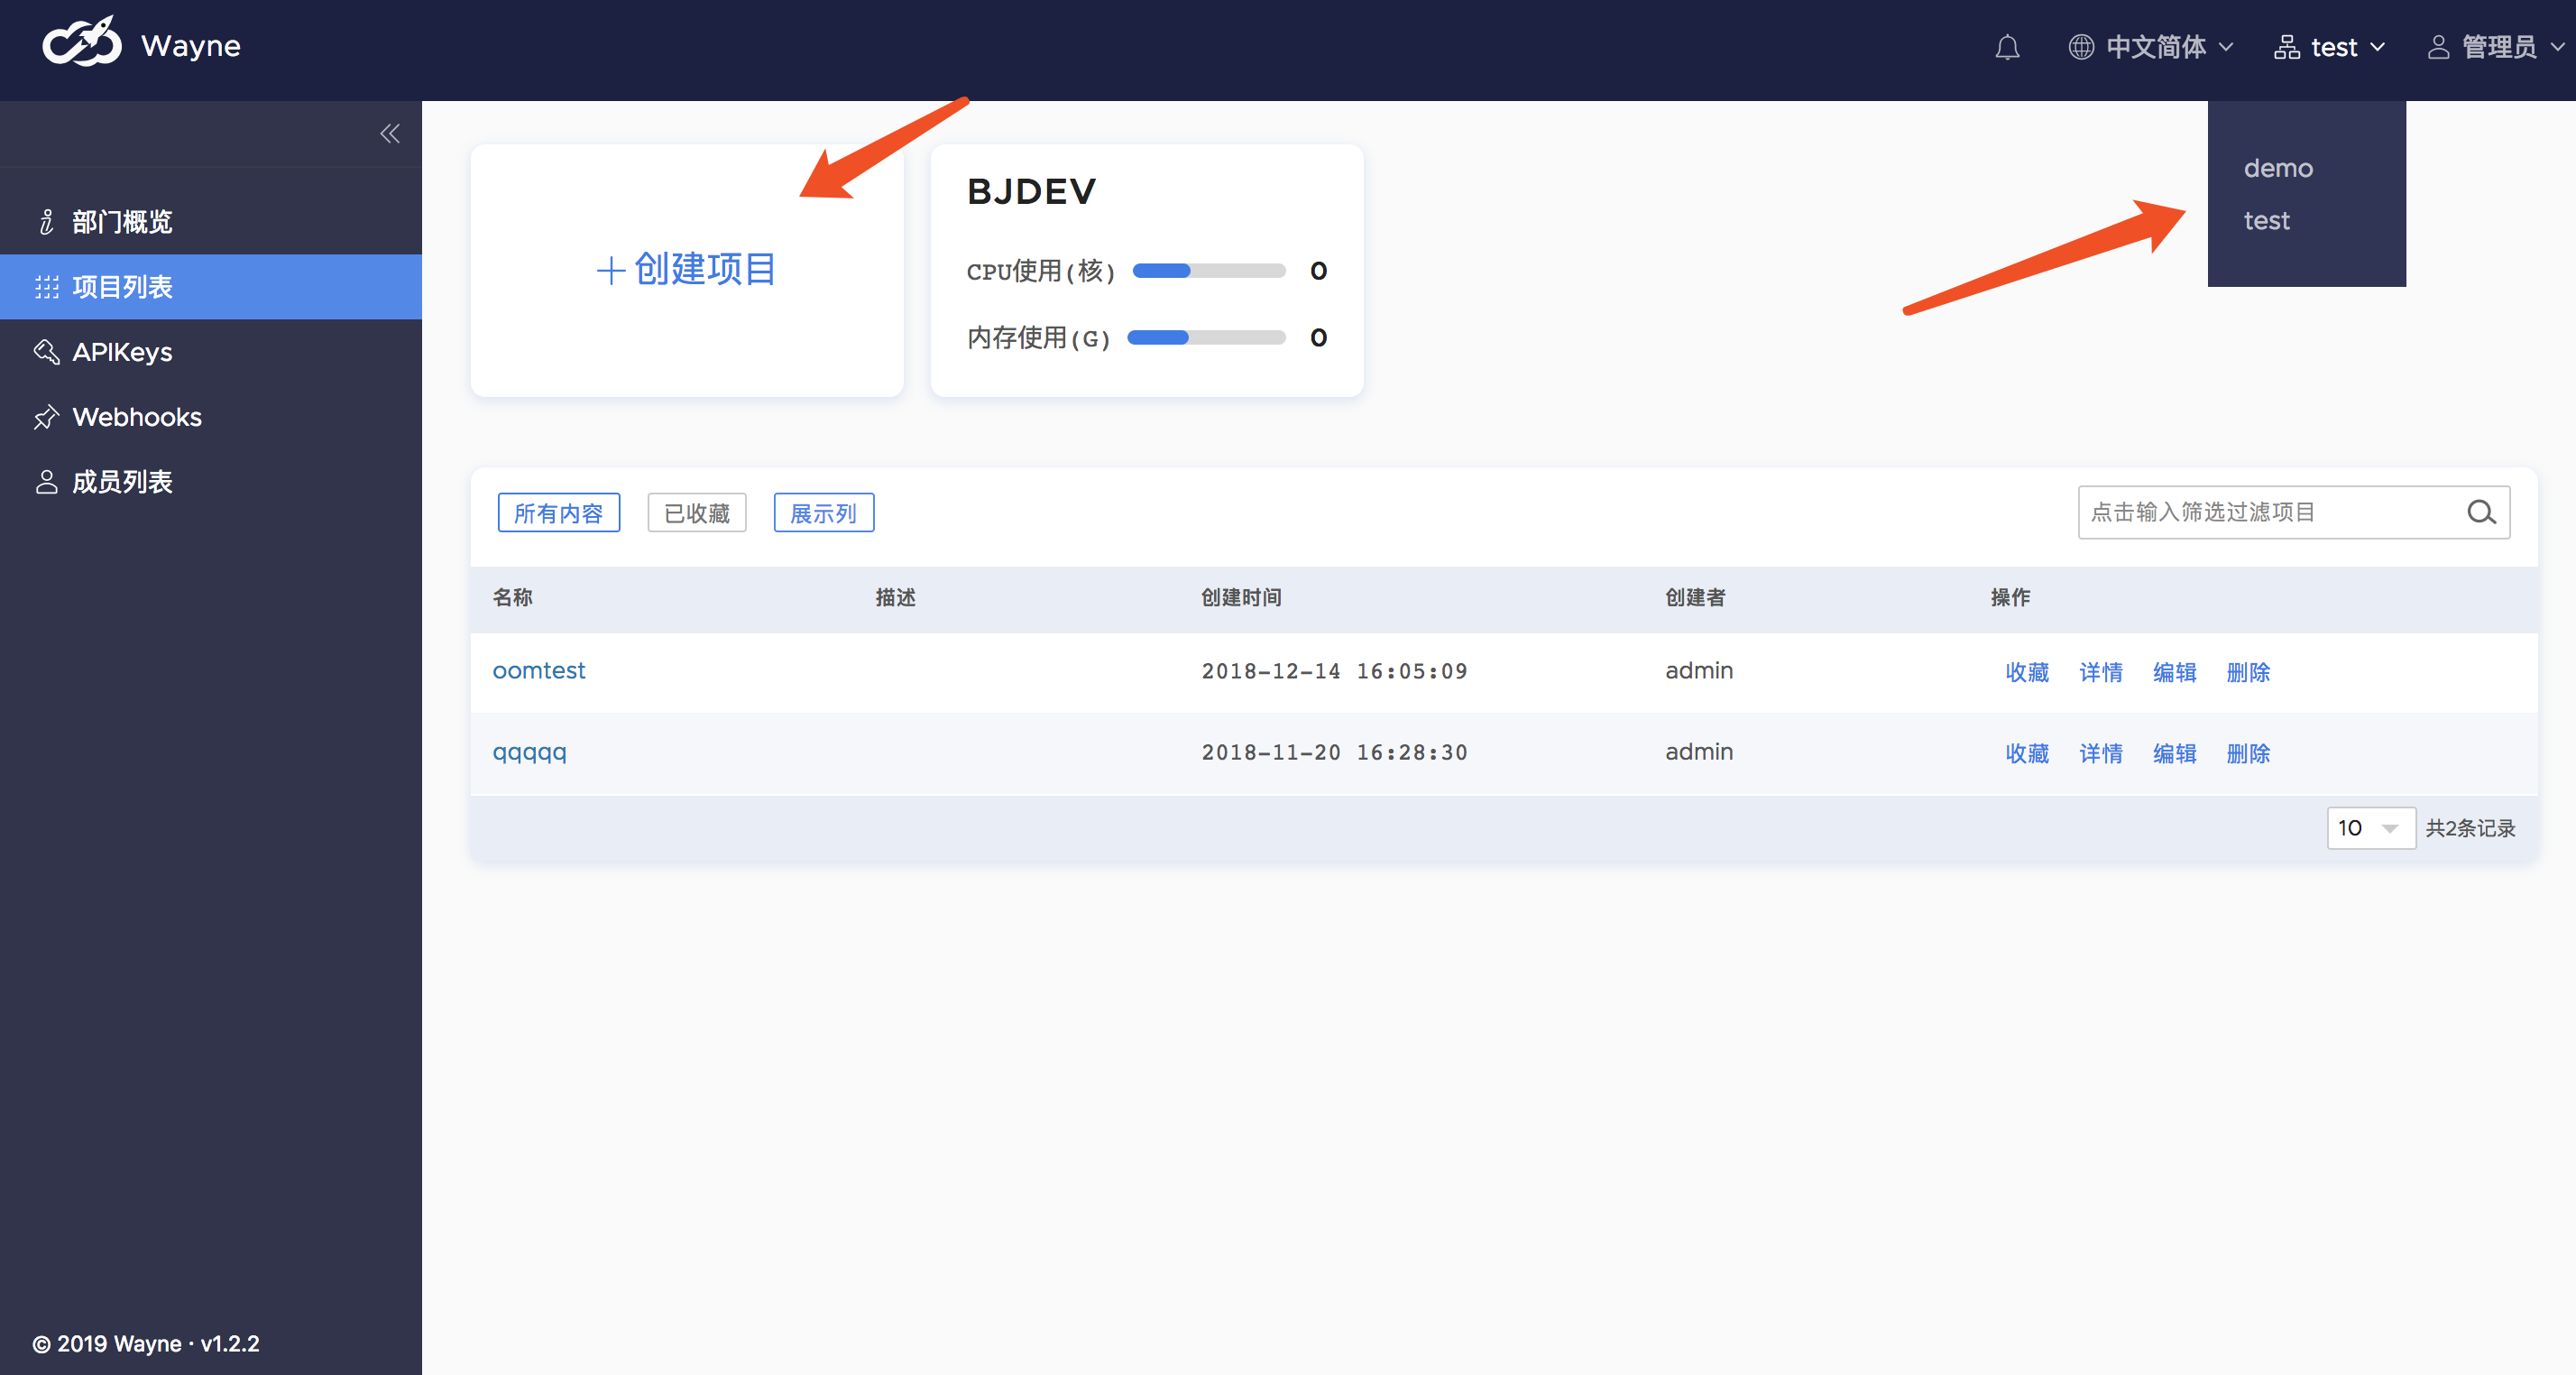 Wayne
中文简体
test
管理员
demo
test
部门概览
项目列表
APIKeys
Webhooks
成员列表
创建项目
BJDEV
CPU使用(核) 0
内存使用(G) 0
所有内容 已收藏 展示列 点击输入筛选过滤项目
名称 描述 创建时间 创建者 操作
oomtest 2018-12-14 16:05:09 admin 收藏 详情 编辑 删除
qqqqq 2018-11-20 16:28:30 admin 收藏 详情 编辑 删除
10 共2条记录
© 2019 Wayne · v1.2.2